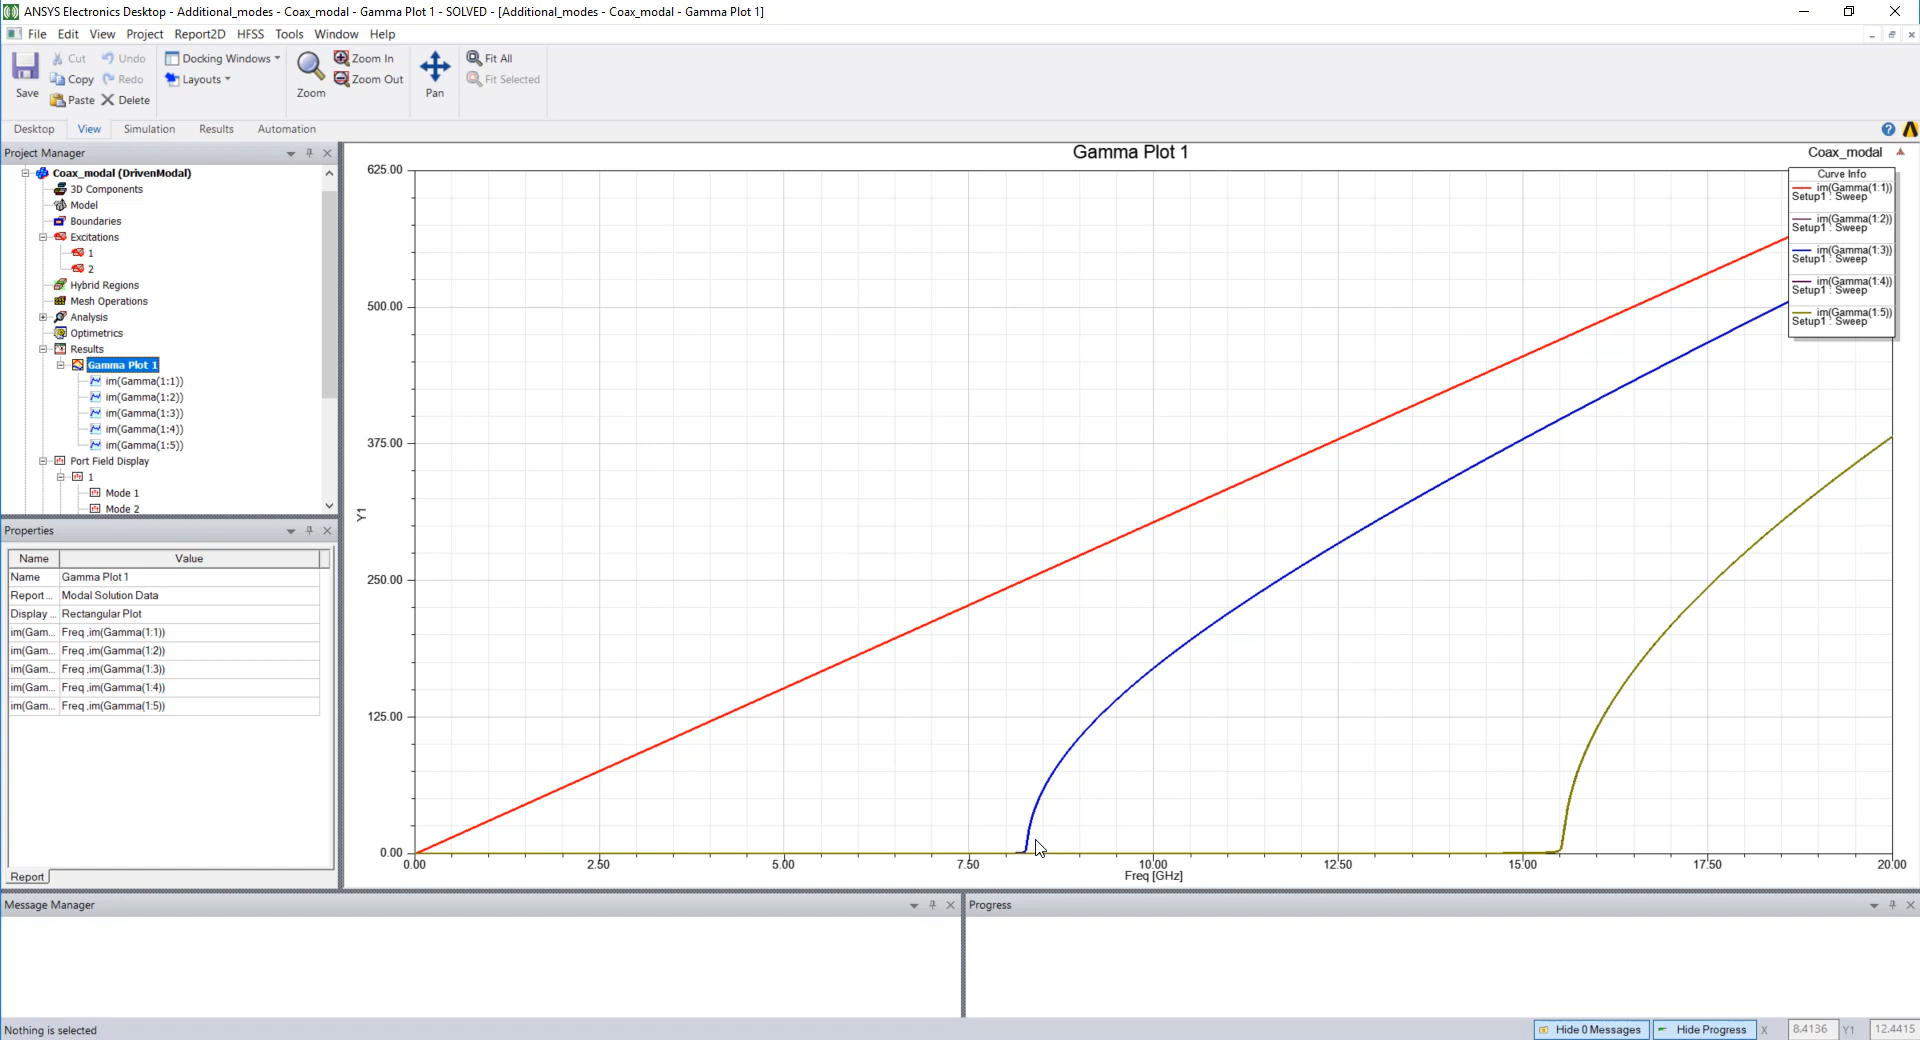 ANSYS Electronics Desktop - Additional_modes - Coax_modal - Gamma Plot 1 - SOLVED - [Additional_modes - Coax_modal - Gamma Plot 1]
File Edit View Project Report2D HFSS Tools Window Help
Save
Cut Undo
Copy Redo
Paste Delete
Docking Windows
Layouts
Zoom
Zoom In
Zoom Out
Pan
Fit All
Fit Selected
Desktop View Simulation Results Automation
Project Manager
Coax_modal (DrivenModal)
3D Components
Model
Boundaries
Excitations
1
2
Hybrid Regions
Mesh Operations
Analysis
Optimetrics
Results
Gamma Plot 1
im(Gamma(1:1))
im(Gamma(1:2))
im(Gamma(1:3))
im(Gamma(1:4))
im(Gamma(1:5))
Port Field Display
1
Mode 1
Mode 2
Properties
Name Value
Name Gamma Plot 1
Report... Modal Solution Data
Display ... Rectangular Plot
im(Gam... Freq ,im(Gamma(1:1))
im(Gam... Freq ,im(Gamma(1:2))
im(Gam... Freq ,im(Gamma(1:3))
im(Gam... Freq ,im(Gamma(1:4))
im(Gam... Freq ,im(Gamma(1:5))
Report
Gamma Plot 1
Coax_modal
Curve Info
im(Gamma(1:1))
Setup1 : Sweep
im(Gamma(1:2))
Setup1 : Sweep
im(Gamma(1:3))
Setup1 : Sweep
im(Gamma(1:4))
Setup1 : Sweep
im(Gamma(1:5))
Setup1 : Sweep
625.00
500.00
375.00
250.00
125.00
0.00
Y1
0.00 2.50 5.00 7.50 10.00 12.50 15.00 17.50 20.00
Freq [GHz]
Message Manager
Progress
Nothing is selected
Hide 0 Messages Hide Progress X 8.4136 Y1 12.4415